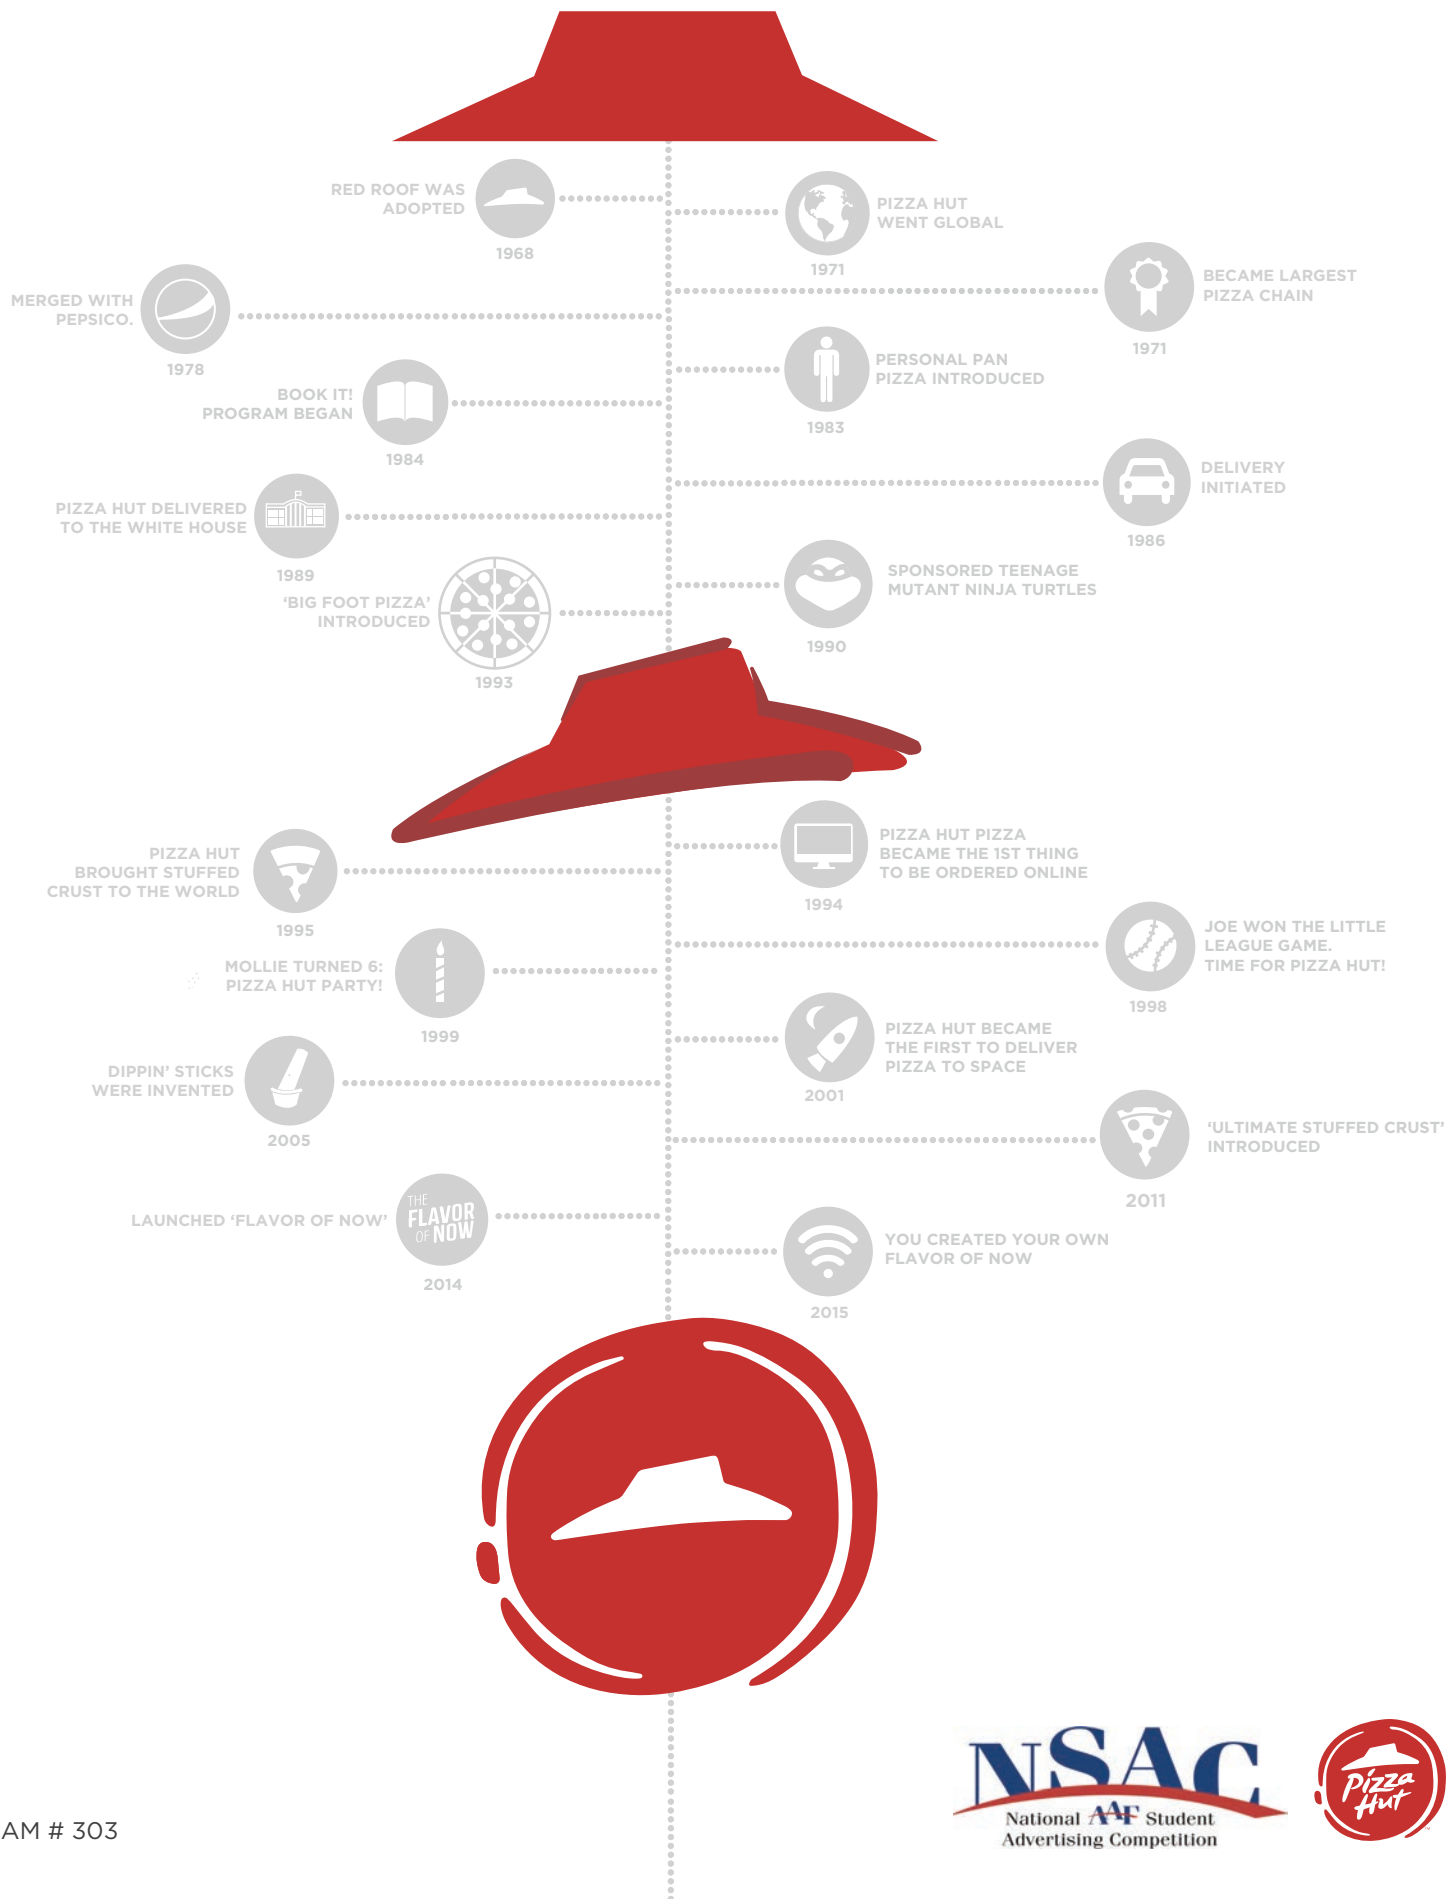 RED ROOF WAS
ADOPTED
1968
PIZZA HUT
WENT GLOBAL
1971
BECAME LARGEST
PIZZA CHAIN
1971
MERGED WITH
PEPSICO.
1978
PERSONAL PAN
PIZZA INTRODUCED
1983
BOOK IT!
PROGRAM BEGAN
1984
DELIVERY
INITIATED
1986
PIZZA HUT DELIVERED
TO THE WHITE HOUSE
1989
SPONSORED TEENAGE
MUTANT NINJA TURTLES
1990
‘BIG FOOT PIZZA’
INTRODUCED
1993
PIZZA HUT PIZZA
BECAME THE 1ST THING
TO BE ORDERED ONLINE
1994
PIZZA HUT
BROUGHT STUFFED
CRUST TO THE WORLD
1995
JOE WON THE LITTLE
LEAGUE GAME.
TIME FOR PIZZA HUT!
1998
MOLLIE TURNED 6:
PIZZA HUT PARTY!
1999
PIZZA HUT BECAME
THE FIRST TO DELIVER
PIZZA TO SPACE
2001
DIPPIN’ STICKS
WERE INVENTED
2005
‘ULTIMATE STUFFED CRUST’
INTRODUCED
2011
LAUNCHED ‘FLAVOR OF NOW’
THE
FLAVOR
OF NOW
2014
YOU CREATED YOUR OWN
FLAVOR OF NOW
2015
NSAC
National AAF Student
Advertising Competition
Pizza
Hut
AM # 303